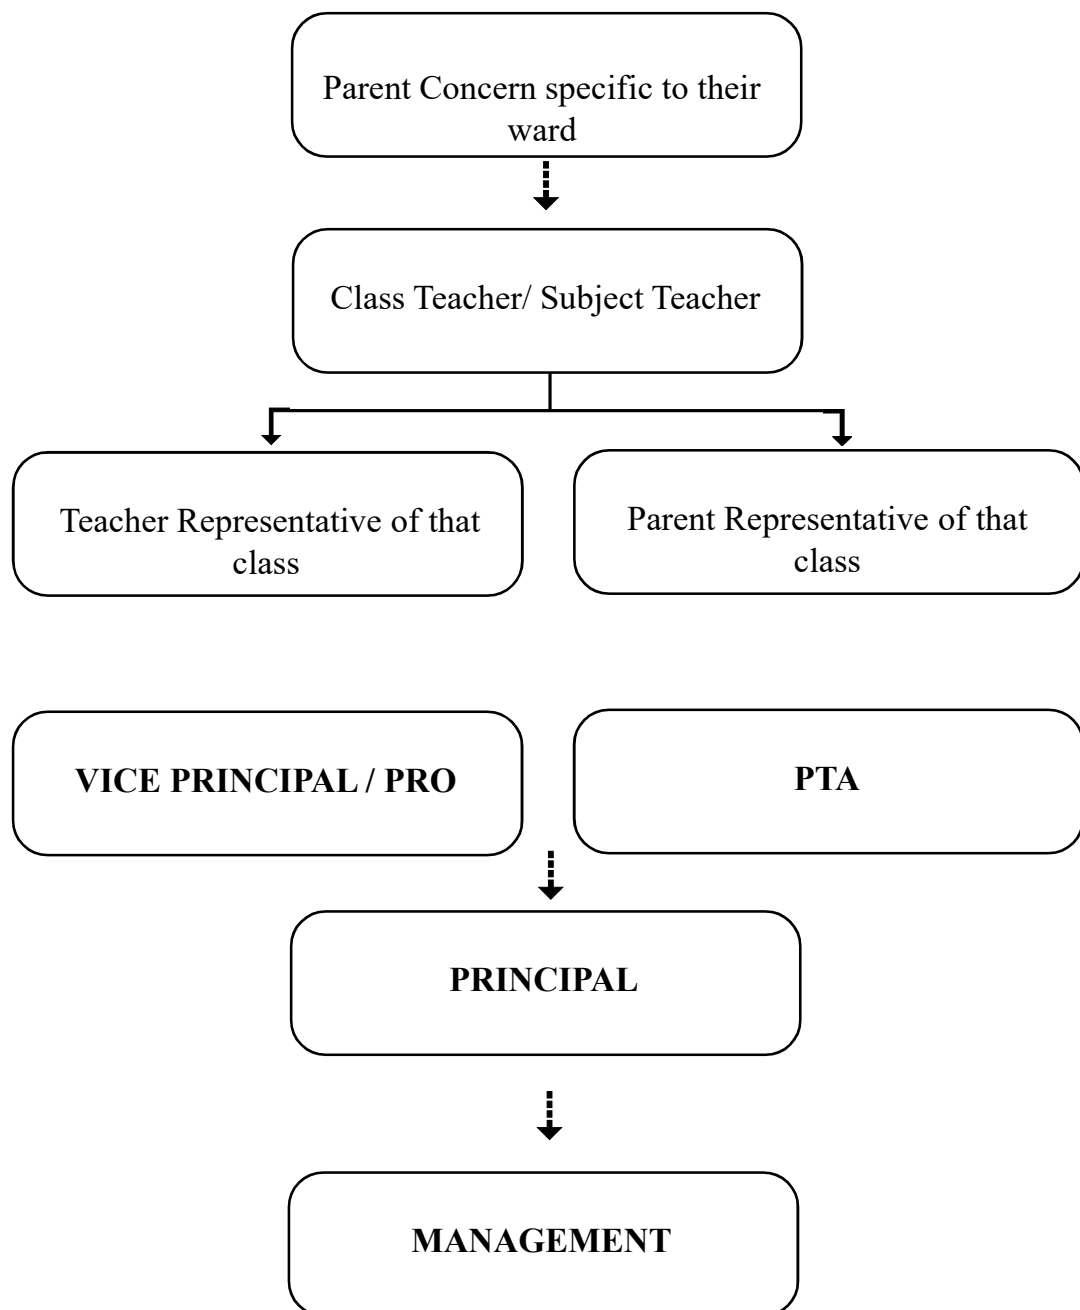 Parent Concern specific to their
ward
Class Teacher/ Subject Teacher
Teacher Representative of that
class
Parent Representative of that
class
VICE PRINCIPAL / PRO
PTA
PRINCIPAL
MANAGEMENT